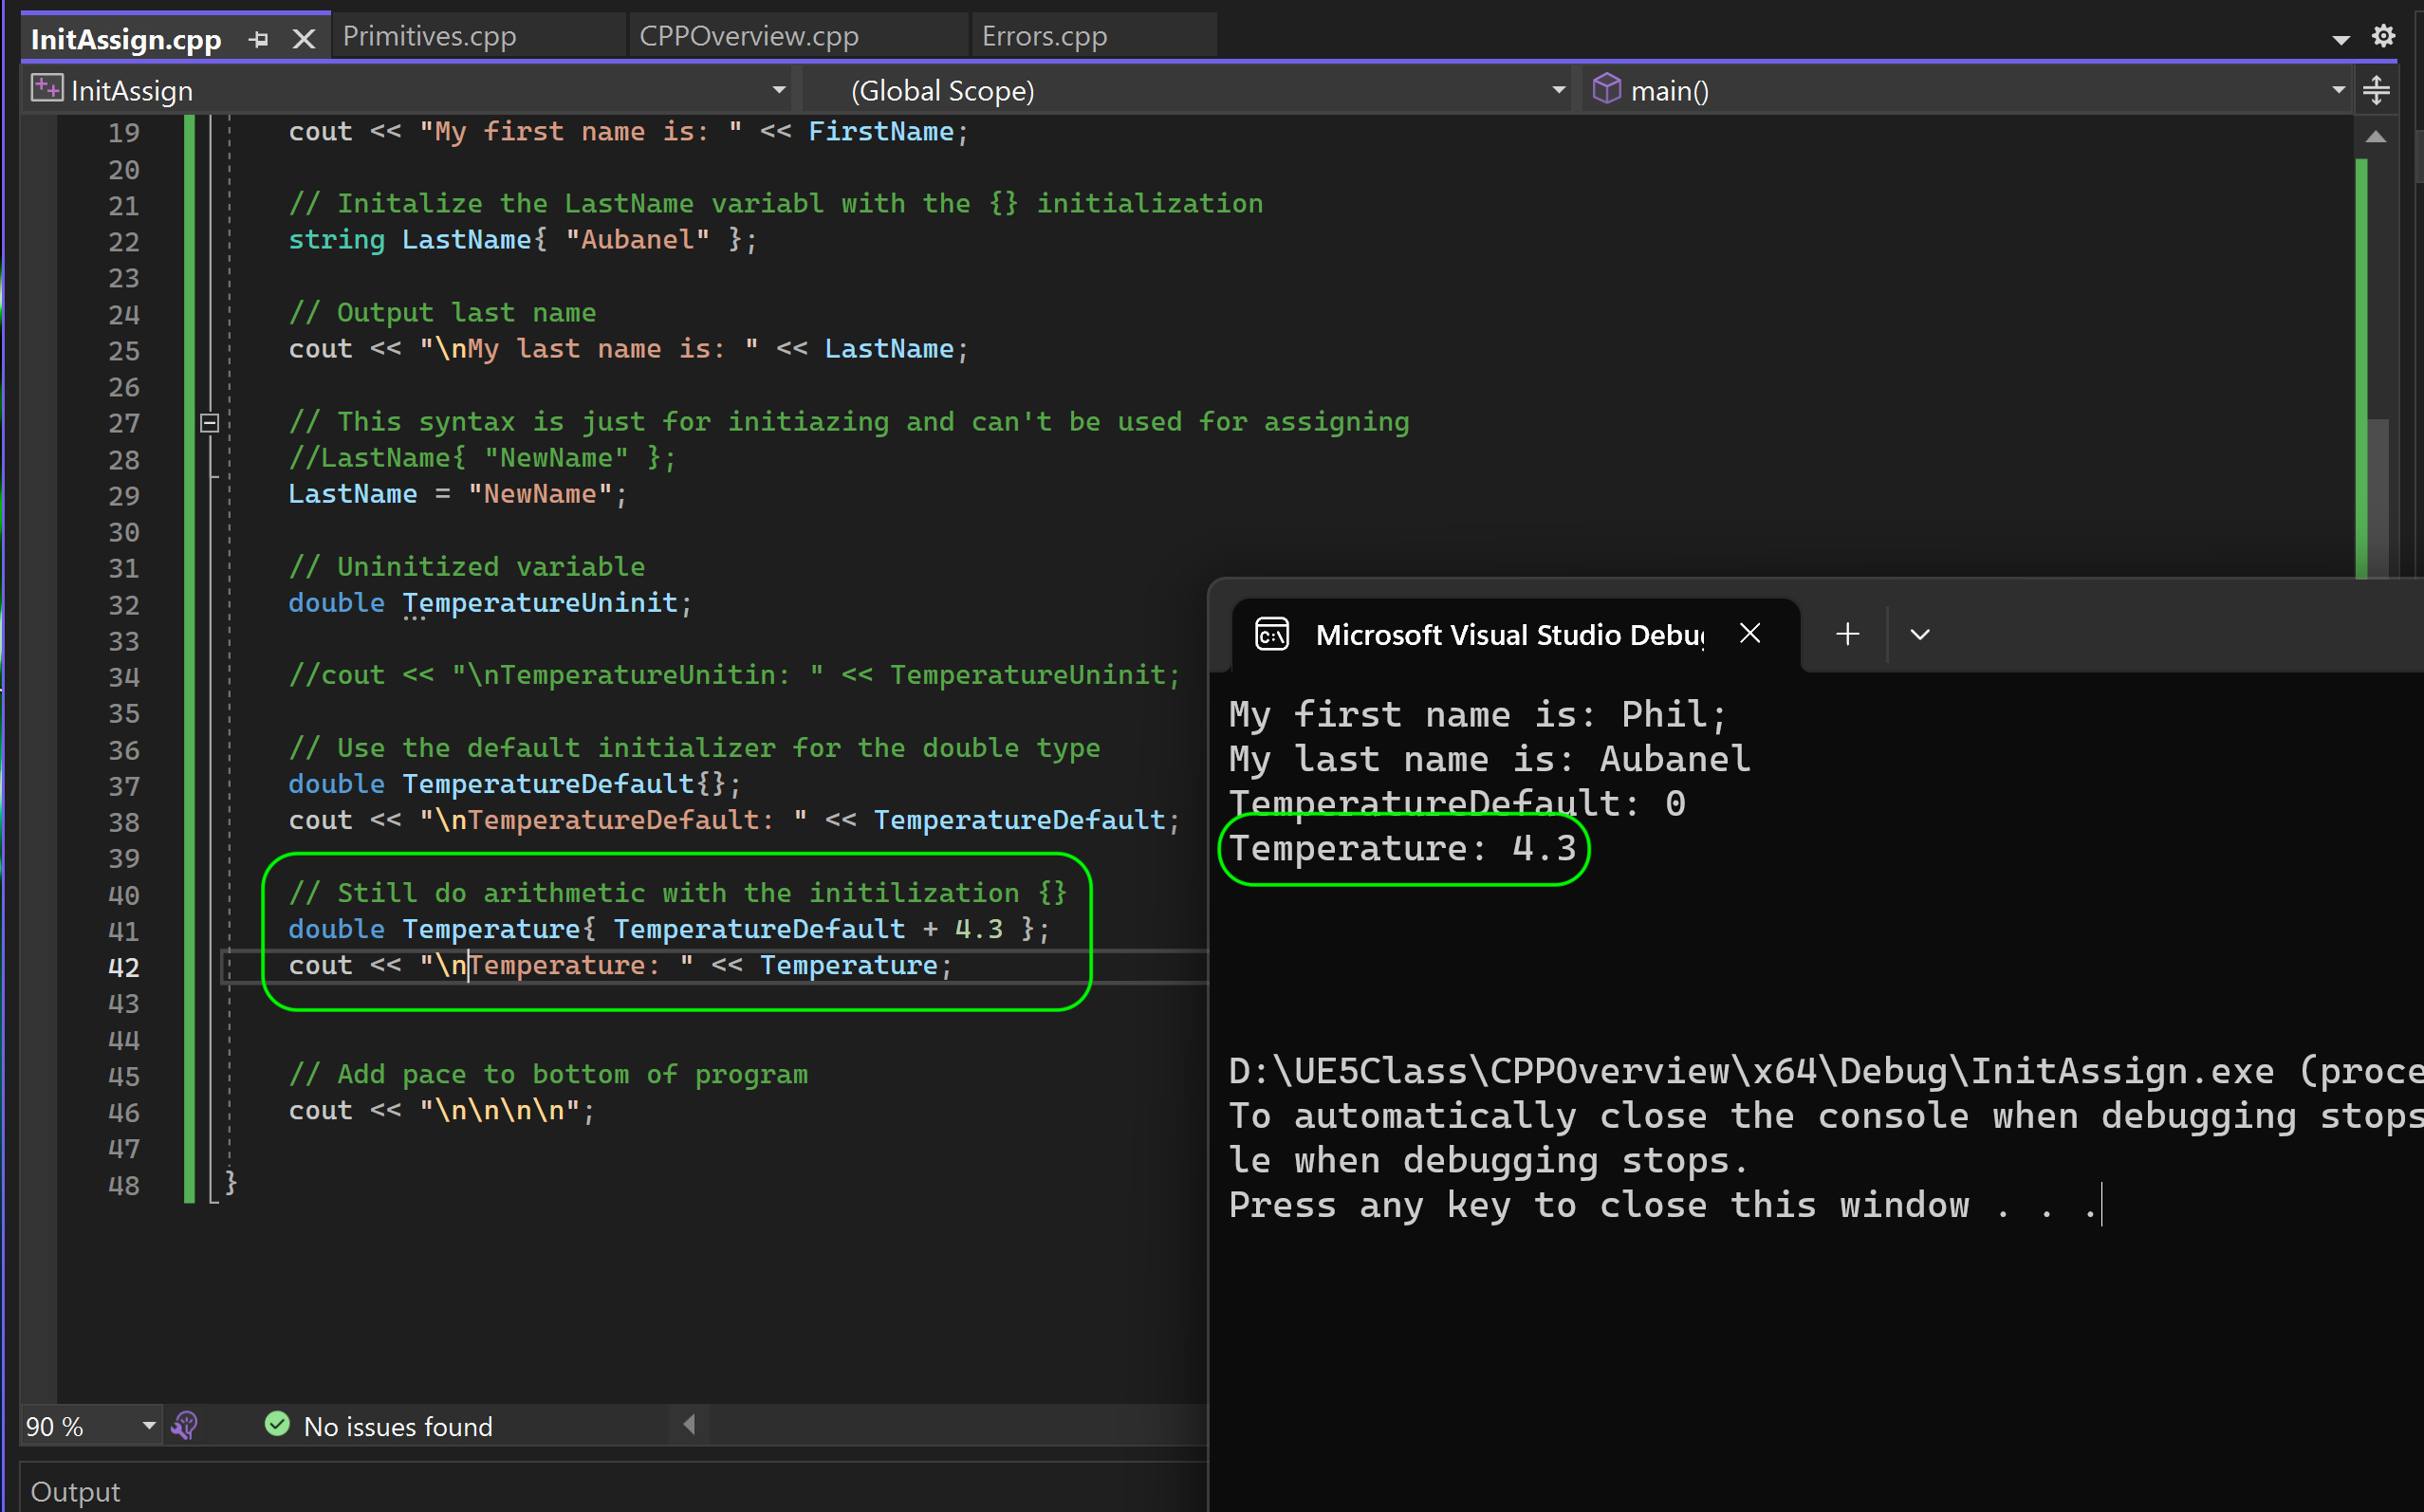 InitAssign.cpp Primitives.cpp CPPOverview.cpp Errors.cpp
InitAssign (Global Scope) main()
19 cout << "My first name is: " << FirstName;
20
21 // Initalize the LastName variabl with the {} initialization
22 string LastName{ "Aubanel" };
23
24 // Output last name
25 cout << "\nMy last name is: " << LastName;
26
27 // This syntax is just for initiazing and can't be used for assigning
28 //LastName{ "NewName" };
29 LastName = "NewName";
30
31 // Uninitized variable
32 double TemperatureUninit;
33
34 //cout << "\nTemperatureUnitin: " << TemperatureUninit;
35
36 // Use the default initializer for the double type
37 double TemperatureDefault{};
38 cout << "\nTemperatureDefault: " << TemperatureDefault;
39
40 // Still do arithmetic with the initilization {}
41 double Temperature{ TemperatureDefault + 4.3 };
42 cout << "\nTemperature: " << Temperature;
43
44
45 // Add pace to bottom of program
46 cout << "\n\n\n\n";
47
48 }
90 % No issues found
Output
Microsoft Visual Studio Debu
My first name is: Phil;
My last name is: Aubanel
TemperatureDefault: 0
Temperature: 4.3
D:\UE5Class\CPPOverview\x64\Debug\InitAssign.exe (proce
To automatically close the console when debugging stops
le when debugging stops.
Press any key to close this window . . .